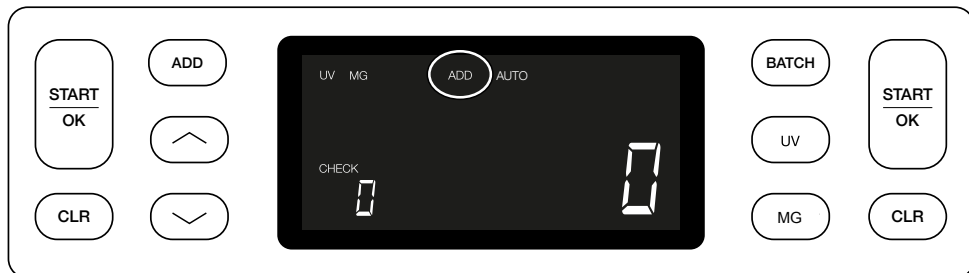 START
OK
CLR
ADD
UV MG ADD AUTO
CHECK
0
0
BATCH
UV
MG
START
OK
CLR